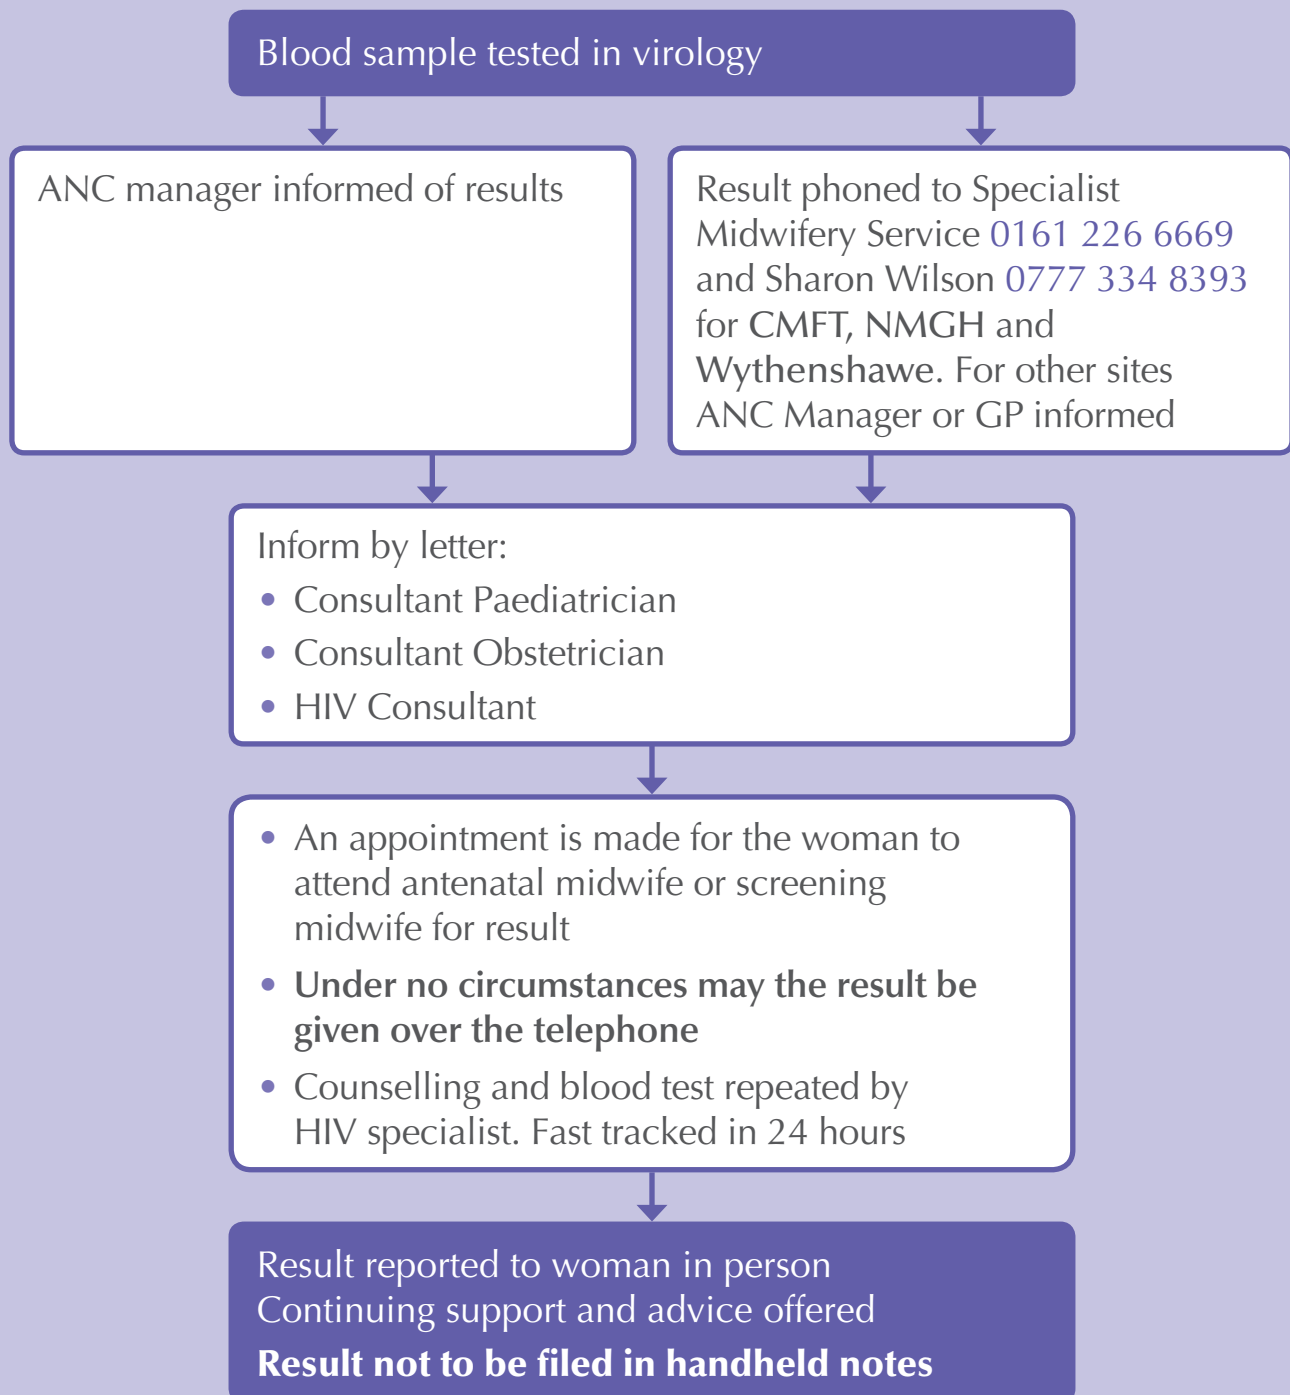 Blood sample tested in virology
ANC manager informed of results
Result phoned to Specialist
Midwifery Service 0161 226 6669
and Sharon Wilson 0777 334 8393
for CMFT, NMGH and
Wythenshawe. For other sites
ANC Manager or GP informed
Inform by letter:
• Consultant Paediatrician
• Consultant Obstetrician
• HIV Consultant
• An appointment is made for the woman to
attend antenatal midwife or screening
midwife for result
• Under no circumstances may the result be
given over the telephone
• Counselling and blood test repeated by
HIV specialist. Fast tracked in 24 hours
Result reported to woman in person
Continuing support and advice offered
Result not to be filed in handheld notes